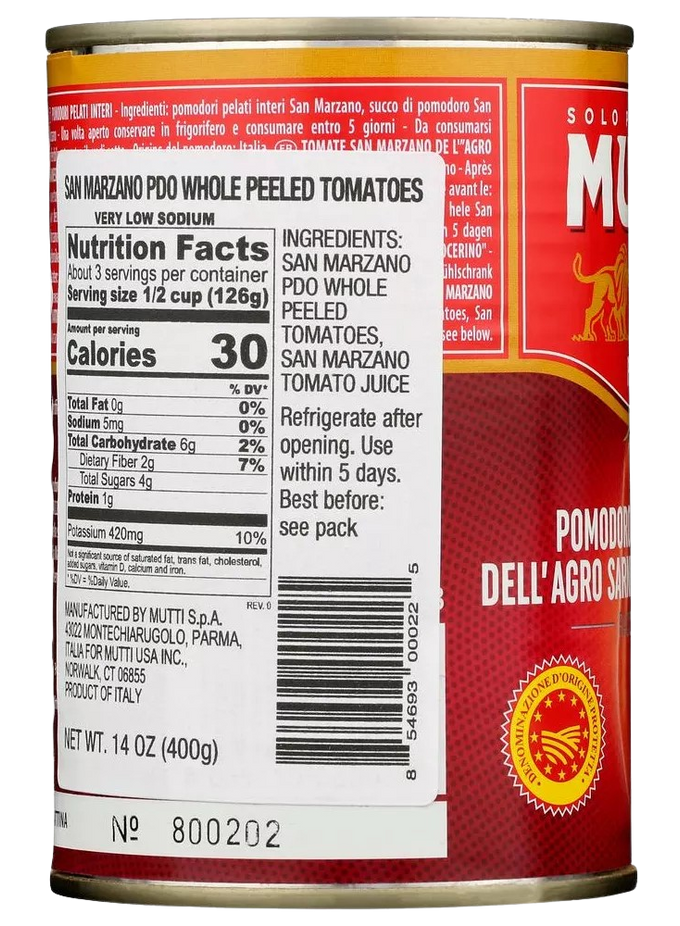 POMODORI PELATI INTERI - Ingredienti: pomodori pelati interi San Marzano, succo di pomodoro San
- Una volta aperto conservare in frigorifero e consumare entro 5 giorni - Da consumarsi
Origine del pomodoro: Italia. FR TOMATE SAN MARZANO DE L'"AGRO
no - Après
avant le:
hele San
n 5 dagen
OCERINO" -
ühlschrank
MARZANO
atoes, San
see below.
SOLO P
MU
SAN MARZANO PDO WHOLE PEELED TOMATOES
VERY LOW SODIUM
Nutrition Facts
About 3 servings per container
Serving size 1/2 cup (126g)
Amount per serving
Calories 30
% DV*
Total Fat 0g 0%
Sodium 5mg 0%
Total Carbohydrate 6g 2%
Dietary Fiber 2g 7%
Total Sugars 4g
Protein 1g
Potassium 420mg 10%
Not a significant source of saturated fat, trans fat, cholesterol,
added sugars, vitamin D, calcium and iron.
*%DV = %Daily Value.
REV. 0
INGREDIENTS:
SAN MARZANO
PDO WHOLE
PEELED
TOMATOES,
SAN MARZANO
TOMATO JUICE
Refrigerate after
opening. Use
within 5 days.
Best before:
see pack
MANUFACTURED BY MUTTI S.p.A.
43022 MONTECHIARUGOLO, PARMA,
ITALIA FOR MUTTI USA INC.,
NORWALK, CT 06855
PRODUCT OF ITALY
NET WT. 14 OZ (400g)
8 54693 00022 5
POMODORO
DELL'AGRO SAR
DENOMINAZIONE D'ORIGINE PROTETTA
TTINA
Nº 800202